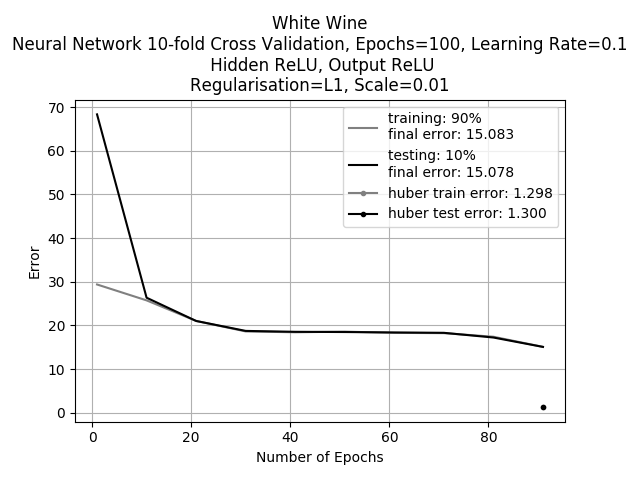 White Wine
Neural Network 10-fold Cross Validation, Epochs=100, Learning Rate=0.1
Hidden ReLU, Output ReLU
Regularisation=L1, Scale=0.01
70
60
50
40
30
20
10
0
Error
training: 90%
final error: 15.083
testing: 10%
final error: 15.078
huber train error: 1.298
huber test error: 1.300
0
20
40
60
80
Number of Epochs